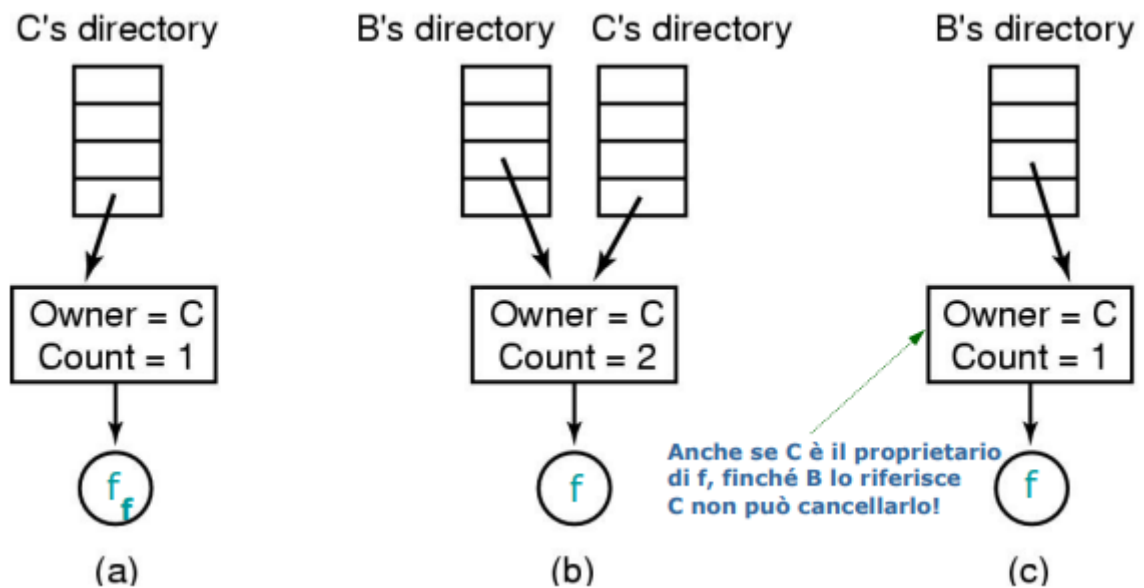 C's directory
B's directory
C's directory
B's directory
Owner = C
Count = 1
Owner = C
Count = 2
Owner = C
Count = 1
Anche se C è il proprietario
di f, finché B lo riferisce
C non può cancellarlo!
f
f
f
f
(a)
(b)
(c)